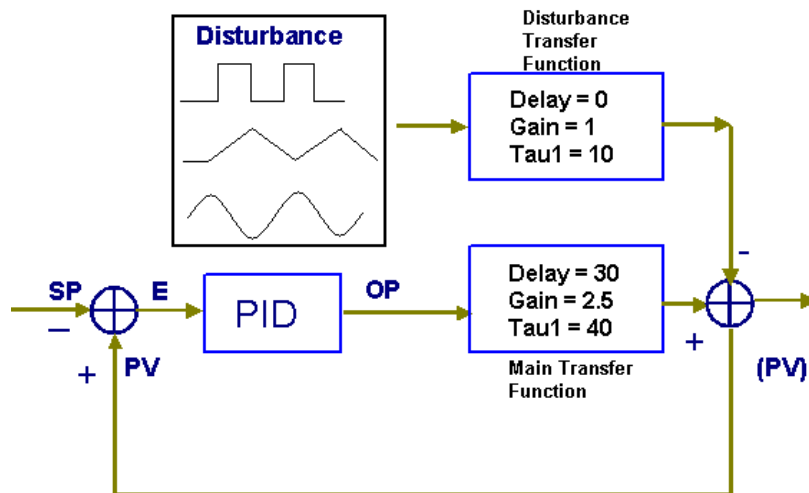 Disturbance
Transfer
Function
Disturbance
Delay = 0
Gain = 1
Tau1 = 10
-
SP
E
OP
PID
Delay = 30
Gain = 2.5
Tau1 = 40
−
+
PV
+
(PV)
Main Transfer
Function